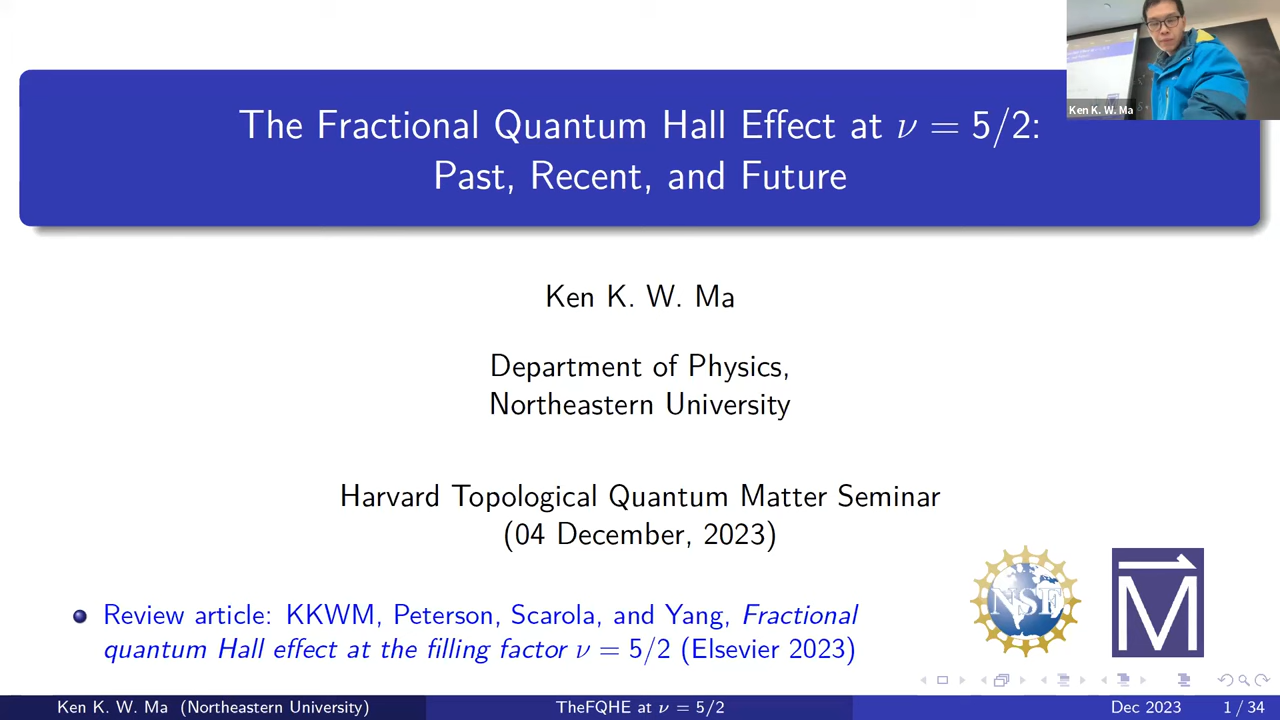 The Fractional Quantum Hall Effect at ν = 5/2:
Past, Recent, and Future
Ken K. W. Ma
Ken K. W. Ma
Department of Physics,
Northeastern University
Harvard Topological Quantum Matter Seminar
(04 December, 2023)
Review article: KKWM, Peterson, Scarola, and Yang, Fractional
quantum Hall effect at the filling factor ν = 5/2 (Elsevier 2023)
NSF
M
Ken K. W. Ma (Northeastern University)
TheFQHE at ν = 5/2
Dec 2023
1 / 34